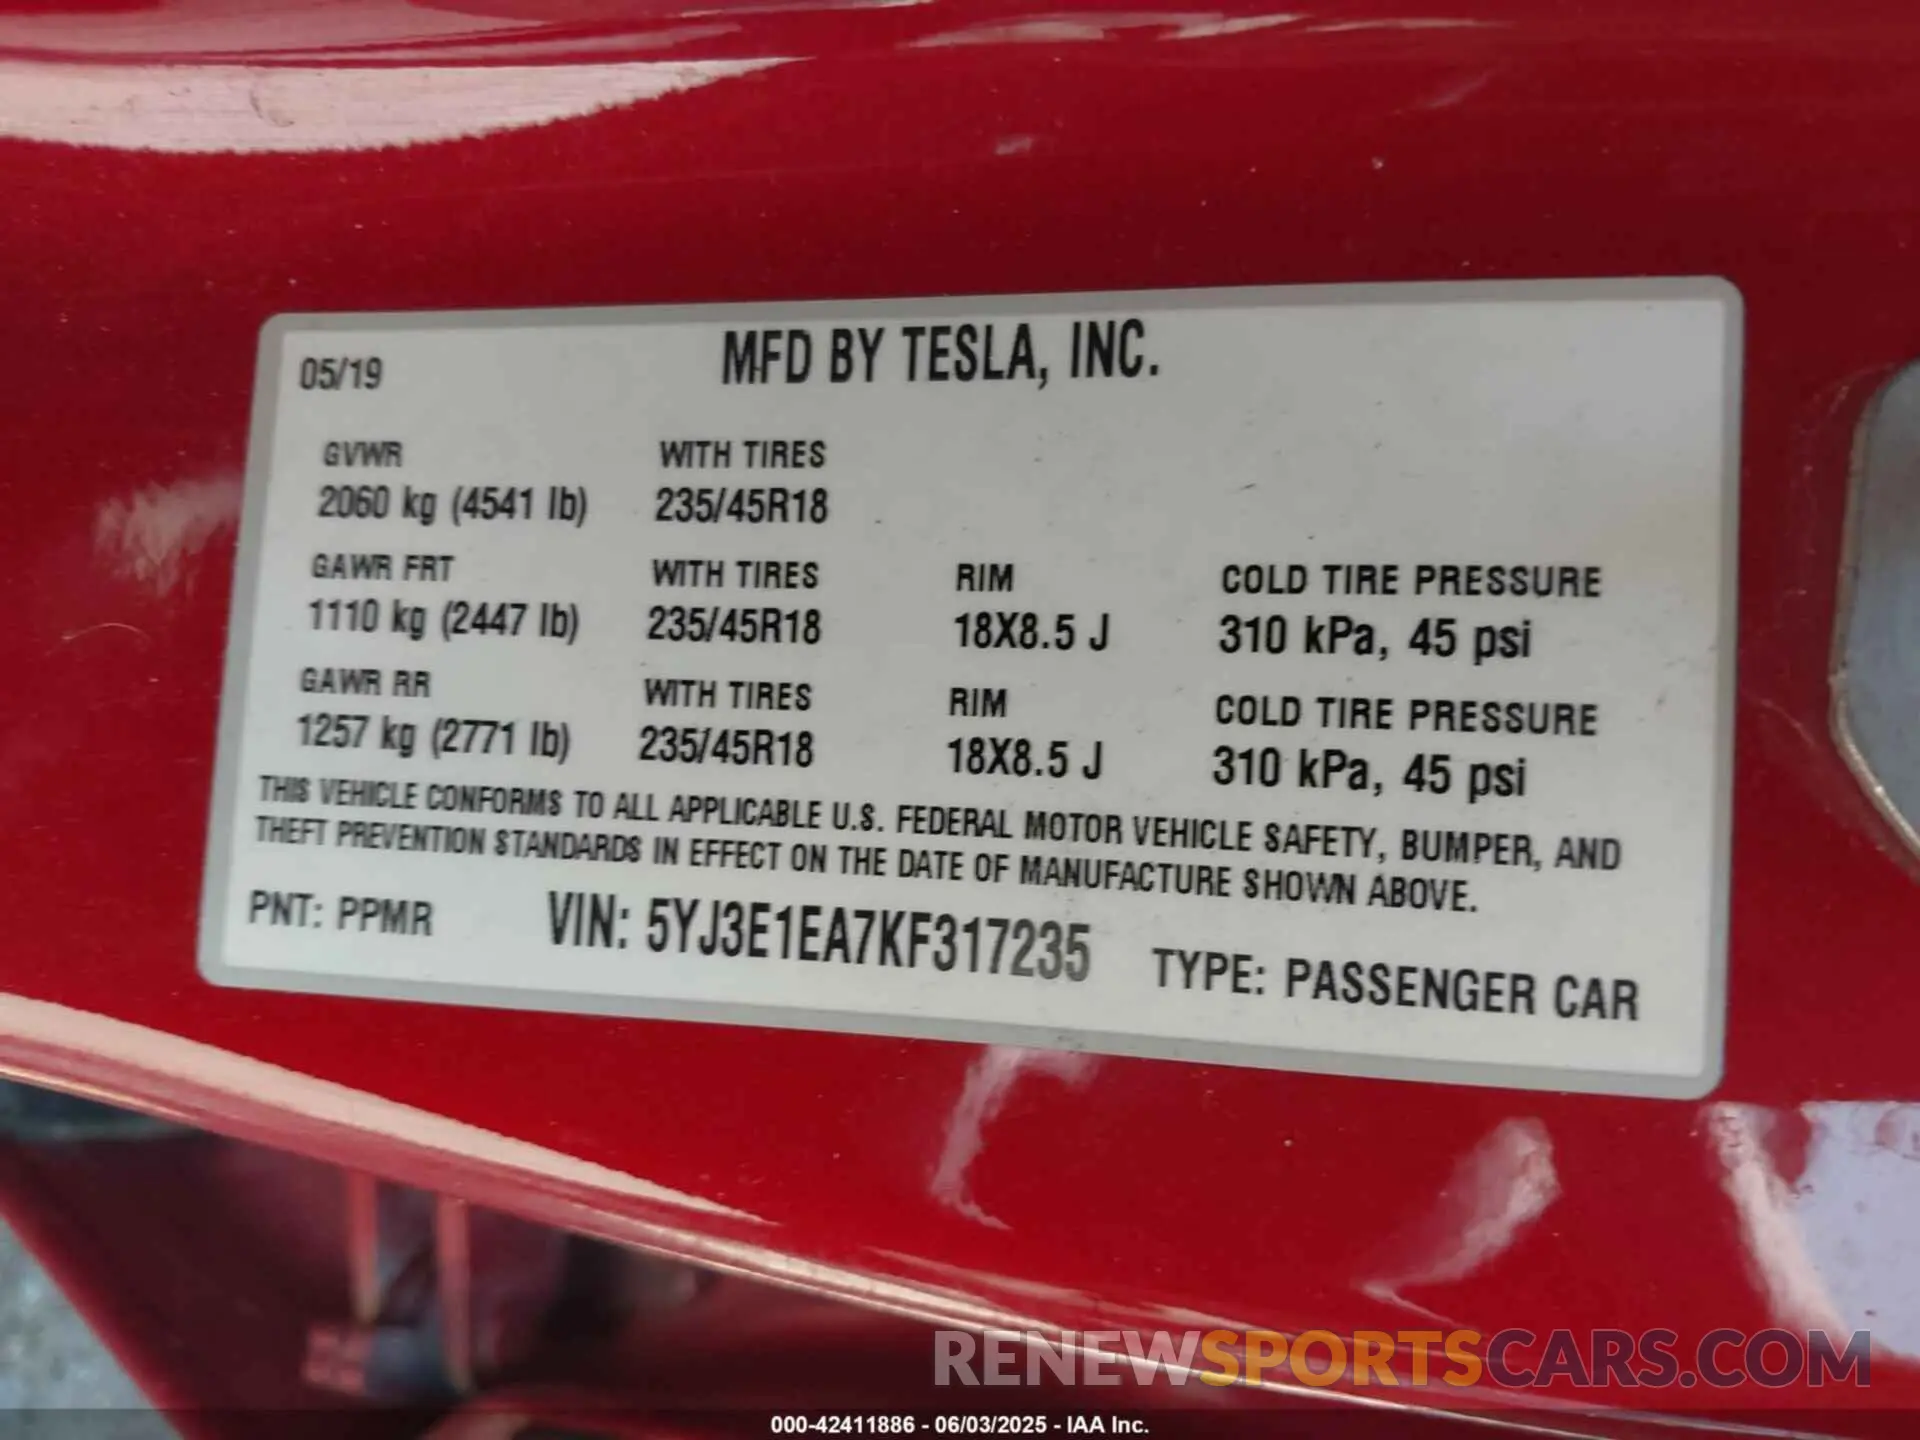 05/19 MFD BY TESLA, INC.
GVWR WITH TIRES
2060 kg (4541 lb) 235/45R18
GAWR FRT WITH TIRES RIM COLD TIRE PRESSURE
1110 kg (2447 lb) 235/45R18 18X8.5 J 310 kPa, 45 psi
GAWR RR WITH TIRES RIM COLD TIRE PRESSURE
1257 kg (2771 lb) 235/45R18 18X8.5 J 310 kPa, 45 psi
THIS VEHICLE CONFORMS TO ALL APPLICABLE U.S. FEDERAL MOTOR VEHICLE SAFETY, BUMPER, AND
THEFT PREVENTION STANDARDS IN EFFECT ON THE DATE OF MANUFACTURE SHOWN ABOVE.
PNT: PPMR VIN: 5YJ3E1EA7KF317235 TYPE: PASSENGER CAR
RENEWSPORTSCARS.COM
000-42411886 - 06/03/2025 - IAA Inc.